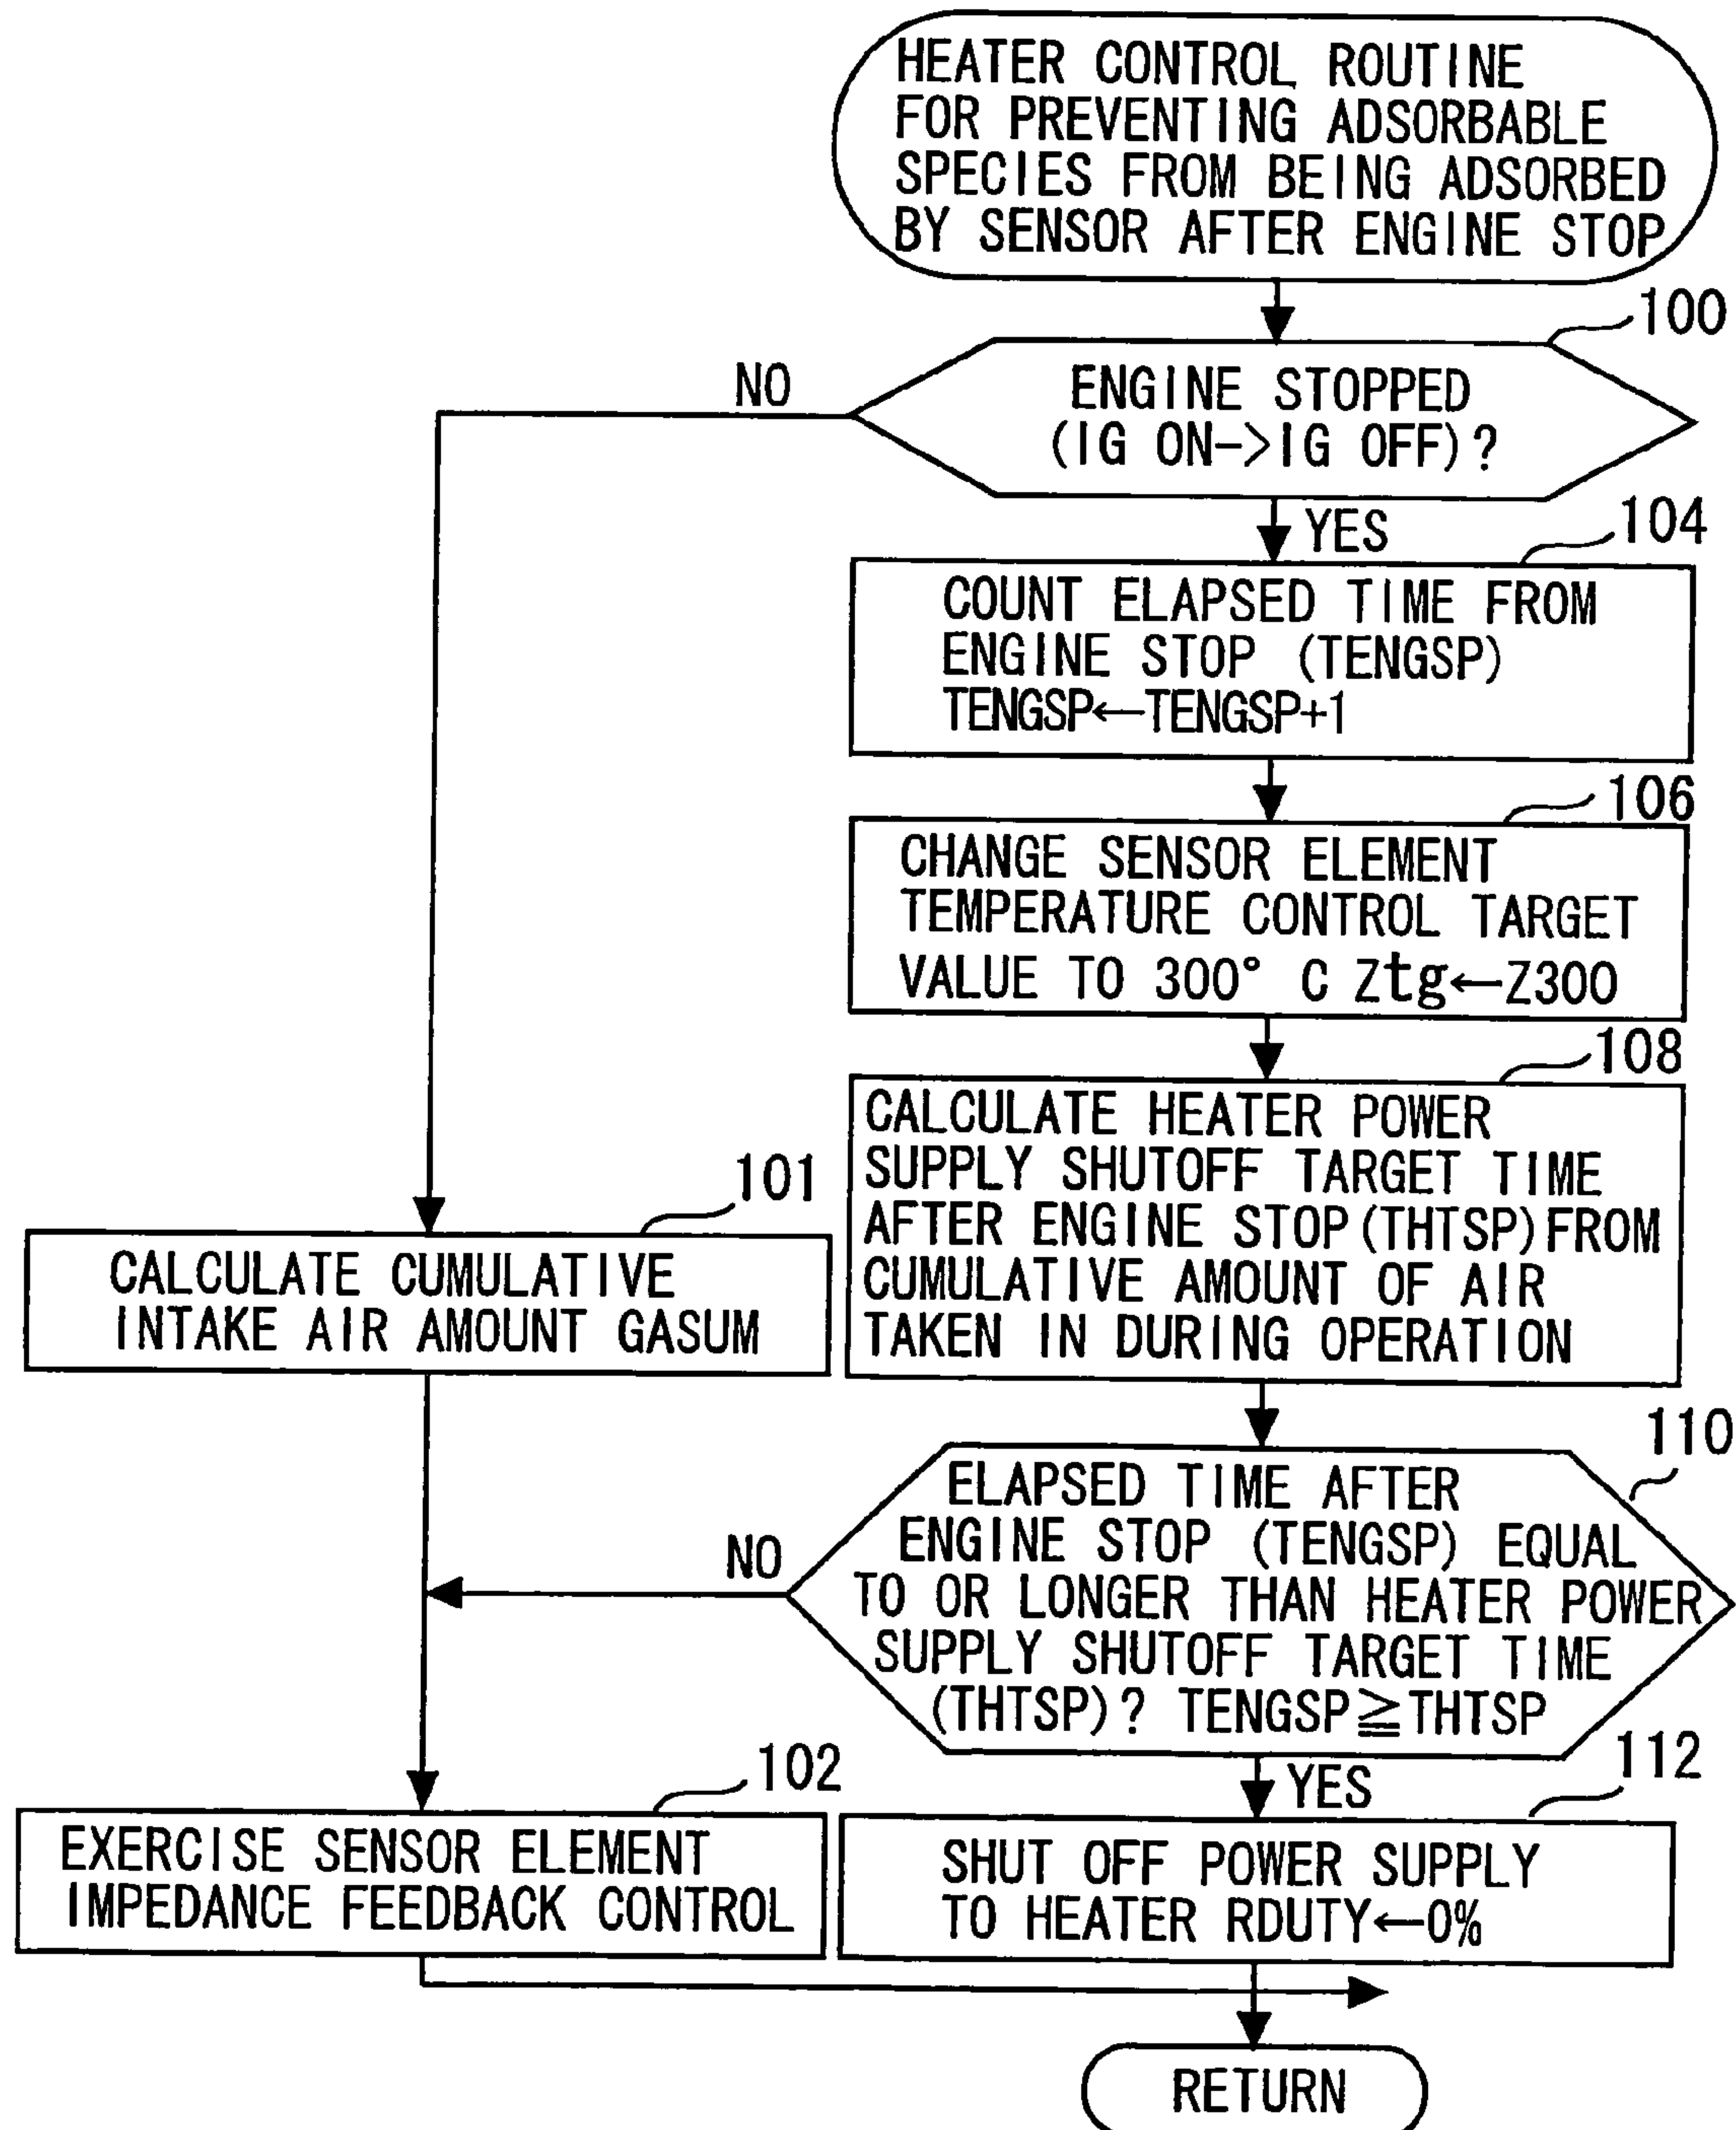 HEATER CONTROL ROUTINE
FOR PREVENTING ADSORBABLE
SPECIES FROM BEING ADSORBED
BY SENSOR AFTER ENGINE STOP
100
NO
ENGINE STOPPED
(IG ON->IG OFF)?
YES
104
COUNT ELAPSED TIME FROM
ENGINE STOP (TENGSP)
TENGSP←TENGSP+1
106
CHANGE SENSOR ELEMENT
TEMPERATURE CONTROL TARGET
VALUE TO 300° C Ztg←Z300
108
CALCULATE HEATER POWER
SUPPLY SHUTOFF TARGET TIME
AFTER ENGINE STOP(THTSP)FROM
CUMULATIVE AMOUNT OF AIR
TAKEN IN DURING OPERATION
101
CALCULATE CUMULATIVE
INTAKE AIR AMOUNT GASUM
110
ELAPSED TIME AFTER
ENGINE STOP (TENGSP) EQUAL
TO OR LONGER THAN HEATER POWER
SUPPLY SHUTOFF TARGET TIME
(THTSP)? TENGSP≧THTSP
NO
YES
102
EXERCISE SENSOR ELEMENT
IMPEDANCE FEEDBACK CONTROL
112
SHUT OFF POWER SUPPLY
TO HEATER RDUTY←0%
RETURN